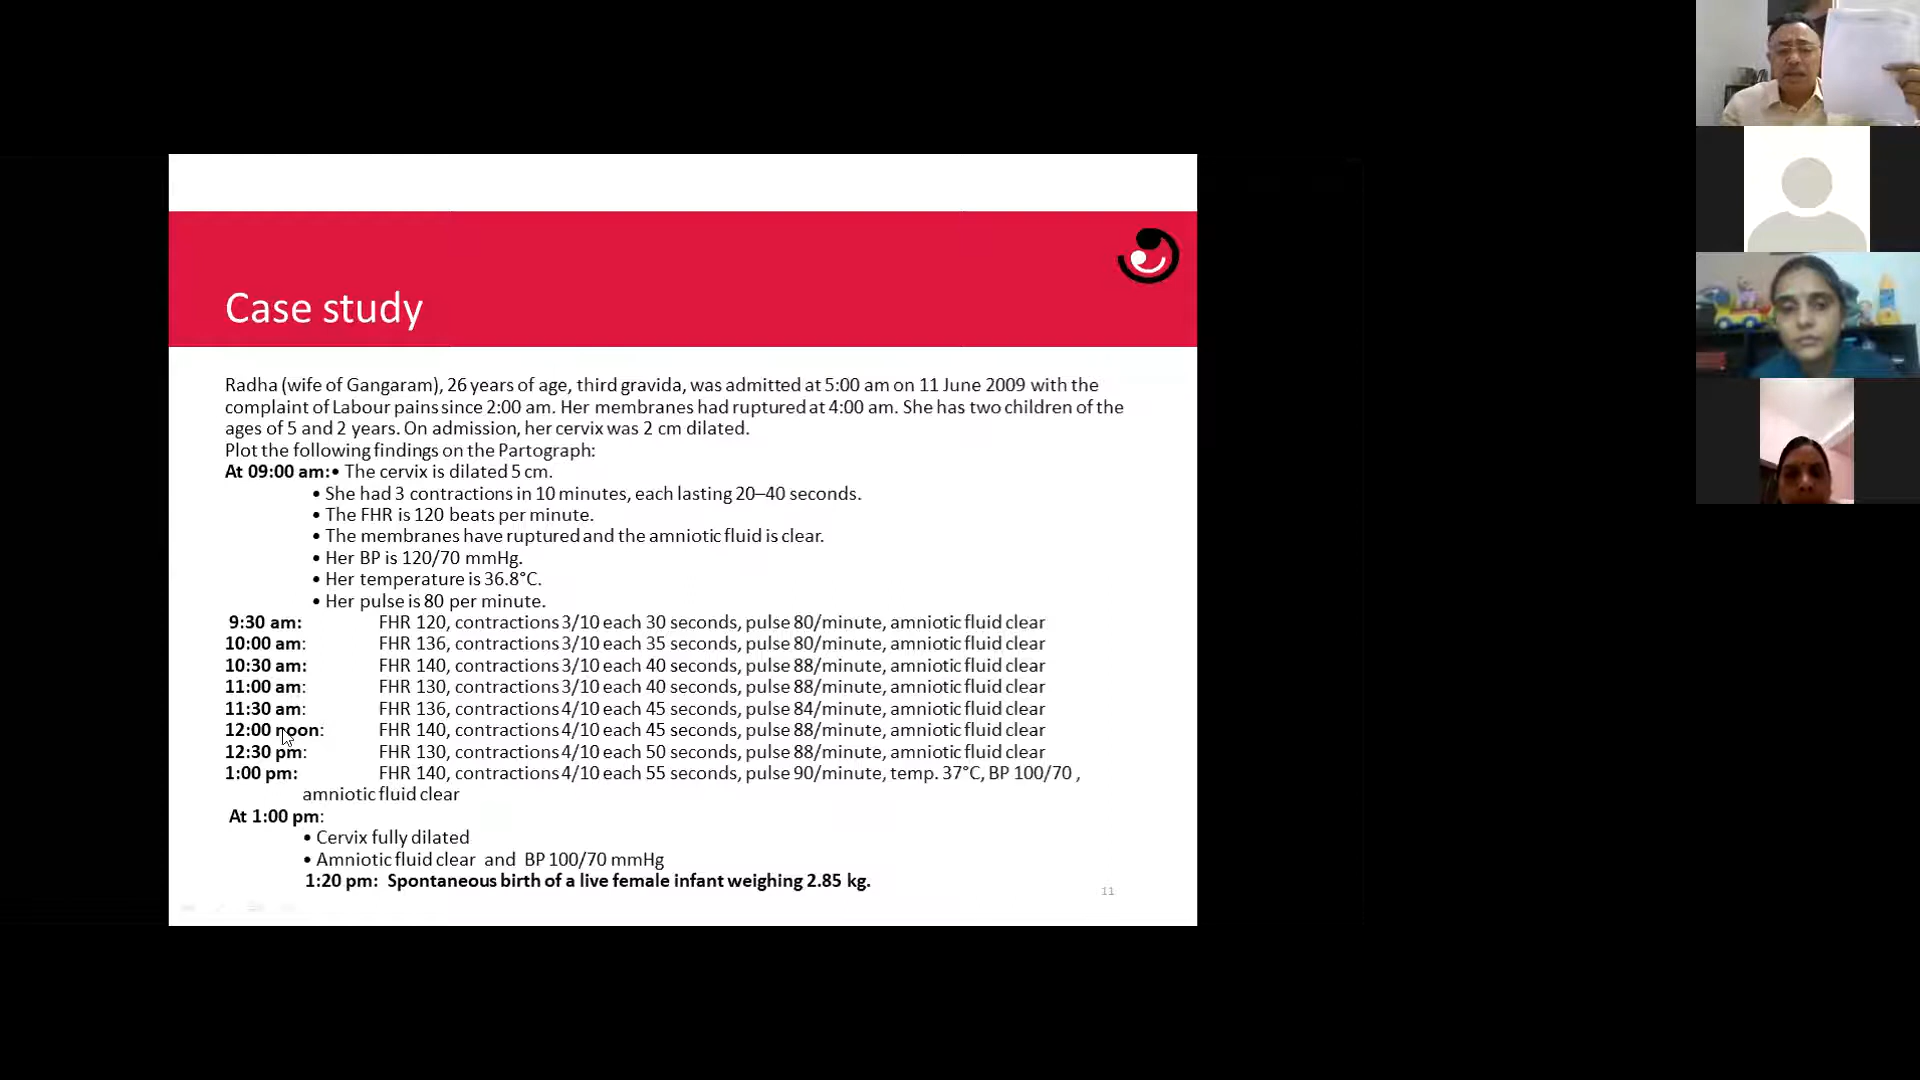 Case study
Radha (wife of Gangaram), 26 years of age, third gravida, was admitted at 5:00 am on 11 June 2009 with the
complaint of Labour pains since 2:00 am. Her membranes had ruptured at 4:00 am. She has two children of the
ages of 5 and 2 years. On admission, her cervix was 2 cm dilated.
Plot the following findings on the Partograph:
At 09:00 am:• The cervix is dilated 5 cm.
• She had 3 contractions in 10 minutes, each lasting 20–40 seconds.
• The FHR is 120 beats per minute.
• The membranes have ruptured and the amniotic fluid is clear.
• Her BP is 120/70 mmHg.
• Her temperature is 36.8°C.
• Her pulse is 80 per minute.
9:30 am: FHR 120, contractions 3/10 each 30 seconds, pulse 80/minute, amniotic fluid clear
10:00 am: FHR 136, contractions 3/10 each 35 seconds, pulse 80/minute, amniotic fluid clear
10:30 am: FHR 140, contractions 3/10 each 40 seconds, pulse 88/minute, amniotic fluid clear
11:00 am: FHR 130, contractions 3/10 each 40 seconds, pulse 88/minute, amniotic fluid clear
11:30 am: FHR 136, contractions 4/10 each 45 seconds, pulse 84/minute, amniotic fluid clear
12:00 noon: FHR 140, contractions 4/10 each 45 seconds, pulse 88/minute, amniotic fluid clear
12:30 pm: FHR 130, contractions 4/10 each 50 seconds, pulse 88/minute, amniotic fluid clear
1:00 pm: FHR 140, contractions 4/10 each 55 seconds, pulse 90/minute, temp. 37°C, BP 100/70 ,
amniotic fluid clear
At 1:00 pm:
• Cervix fully dilated
• Amniotic fluid clear and BP 100/70 mmHg
1:20 pm: Spontaneous birth of a live female infant weighing 2.85 kg.
11